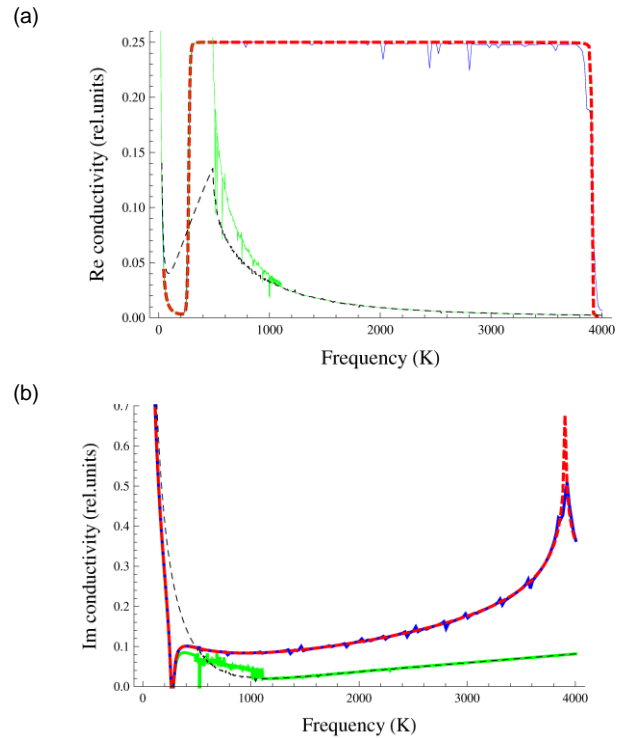 (a)
Re conductivity (rel.units)
0.25
0.20
0.15
0.10
0.05
0.00
0 1000 2000 3000 4000
Frequency (K)
(b)
Im conductivity (rel.units)
0.7
0.6
0.5
0.4
0.3
0.2
0.1
0.0
0 1000 2000 3000 4000
Frequency (K)